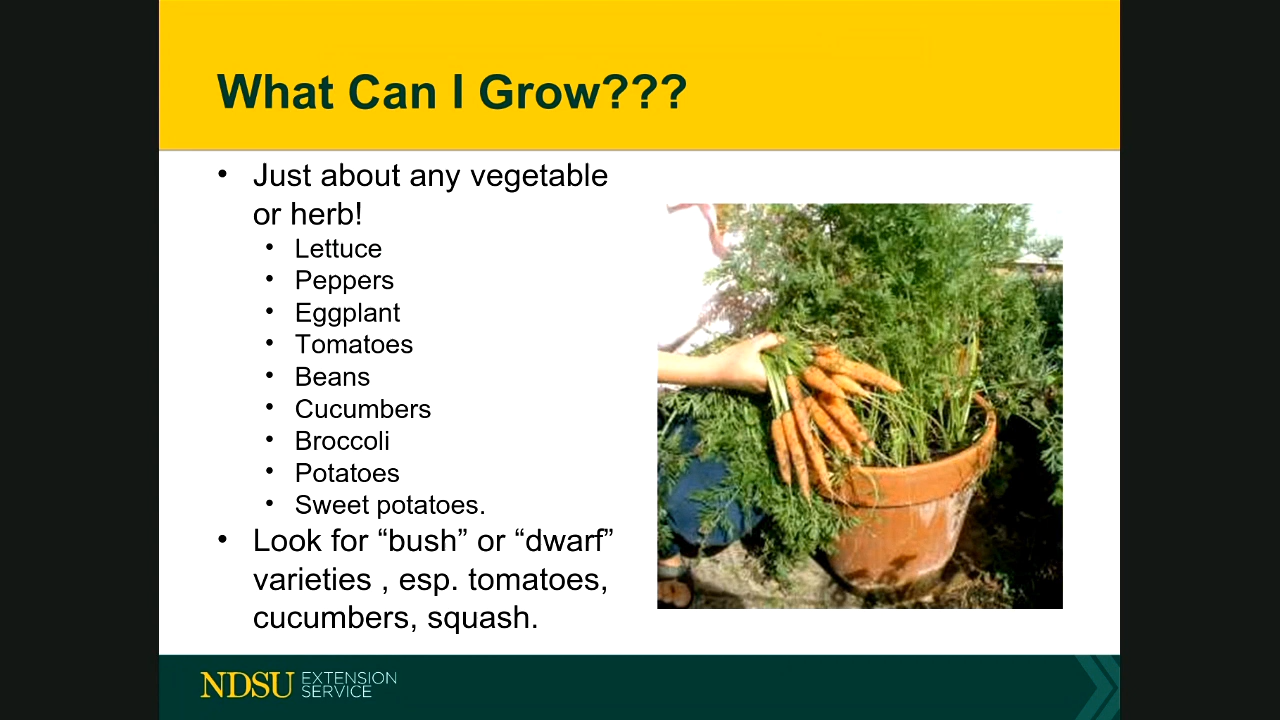 What Can I Grow???
• Just about any vegetable
or herb!
• Lettuce
• Peppers
• Eggplant
• Tomatoes
• Beans
• Cucumbers
• Broccoli
• Potatoes
• Sweet potatoes.
• Look for “bush” or “dwarf”
varieties , esp. tomatoes,
cucumbers, squash.
NDSU EXTENSION
SERVICE